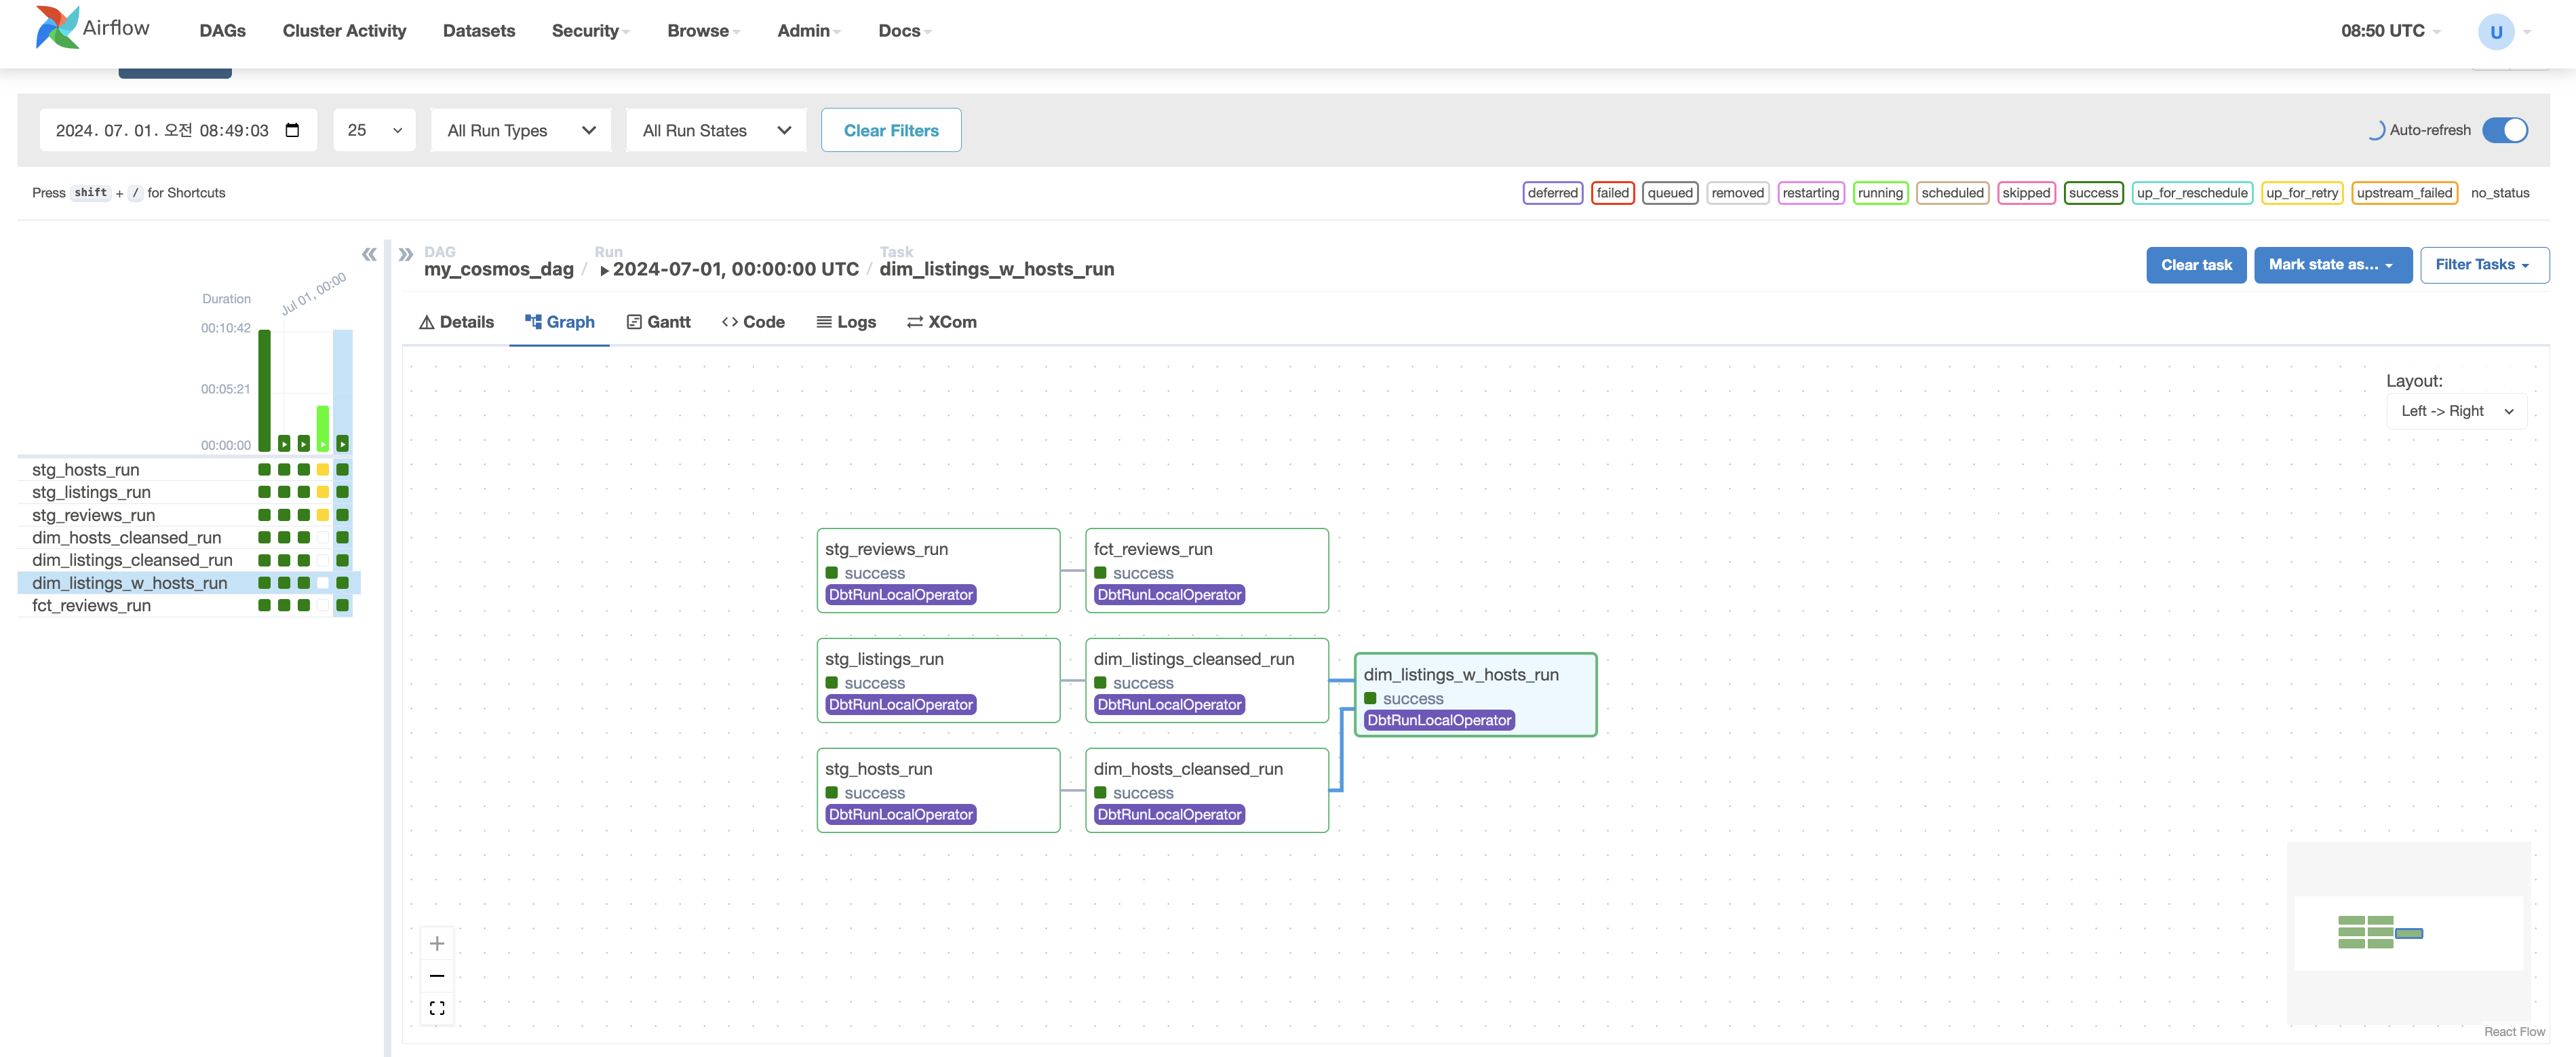 Airflow
DAGs Cluster Activity Datasets Security Browse Admin Docs 08:50 UTC U
2024. 07. 01. 오전 08:49:03 25 All Run Types All Run States Clear Filters Auto-refresh
Press shift + / for Shortcuts deferred failed queued removed restarting running scheduled skipped success up_for_reschedule up_for_retry upstream_failed no_status
DAG Run Task
my_cosmos_dag / 2024-07-01, 00:00:00 UTC / dim_listings_w_hosts_run Clear task Mark state as... Filter Tasks
Details Graph Gantt Code Logs XCom
Duration
Jul 01, 00:00
00:10:42
00:05:21
00:00:00
stg_hosts_run
stg_listings_run
stg_reviews_run
dim_hosts_cleansed_run
dim_listings_cleansed_run
dim_listings_w_hosts_run
fct_reviews_run
Layout:
Left -> Right
stg_reviews_run
success
DbtRunLocalOperator
fct_reviews_run
success
DbtRunLocalOperator
stg_listings_run
success
DbtRunLocalOperator
dim_listings_cleansed_run
success
DbtRunLocalOperator
dim_listings_w_hosts_run
success
DbtRunLocalOperator
stg_hosts_run
success
DbtRunLocalOperator
dim_hosts_cleansed_run
success
DbtRunLocalOperator
React Flow